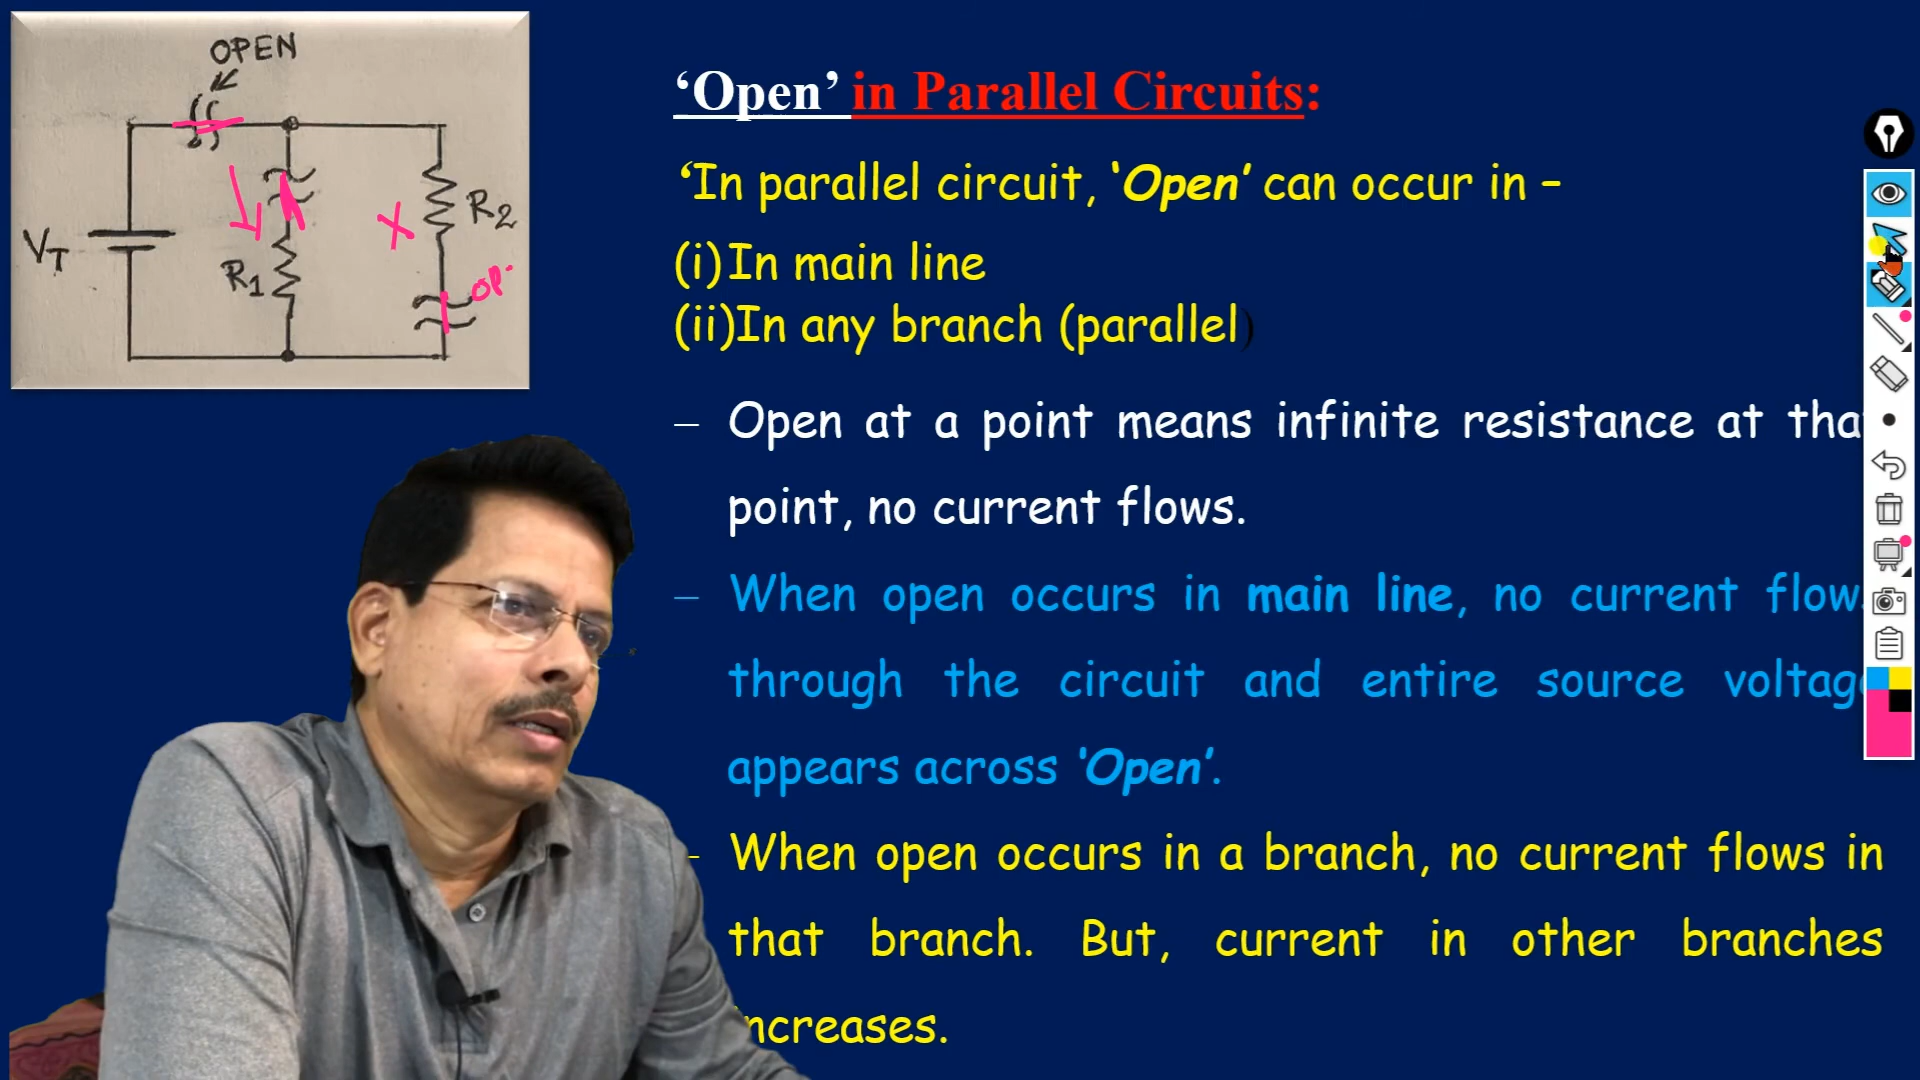 OPEN
VT
R1
R2
OP.
‘Open’ in Parallel Circuits:
‘In parallel circuit, ‘Open’ can occur in –
(i) In main line
(ii) In any branch (parallel)
– Open at a point means infinite resistance at tha
point, no current flows.
– When open occurs in main line, no current flow
through the circuit and entire source voltag
appears across ‘Open’.
- When open occurs in a branch, no current flows in
that branch. But, current in other branches
ncreases.